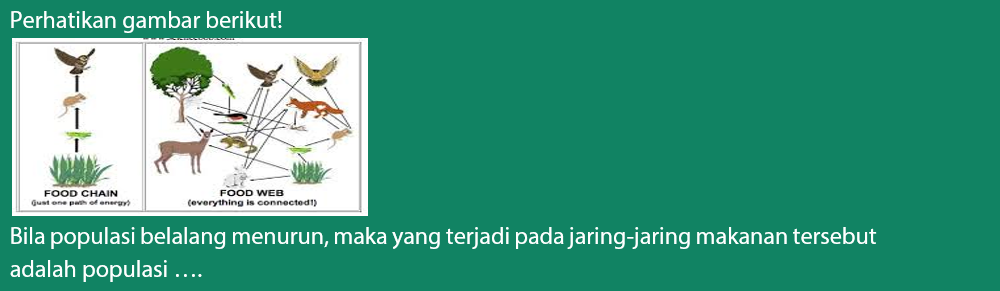 Perhatikan gambar berikut!
FOOD CHAIN
(just one path of energy)
FOOD WEB
(everything is connected!)
Bila populasi belalang menurun, maka yang terjadi pada jaring-jaring makanan tersebut
adalah populasi ….